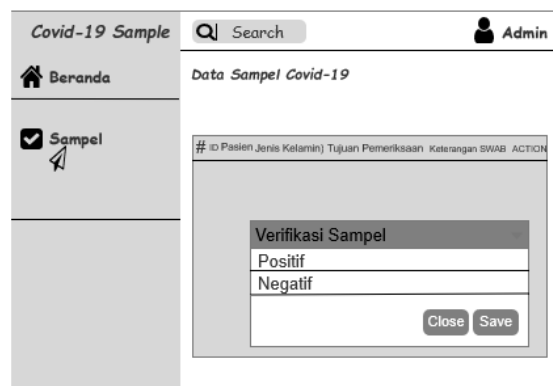 Covid-19 Sample
Search
Admin
Beranda
Data Sampel Covid-19
Sampel
# ID Pasien Jenis Kelamin) Tujuan Pemeriksaan Keterangan SWAB ACTION
Verifikasi Sampel
Positif
Negatif
Close Save